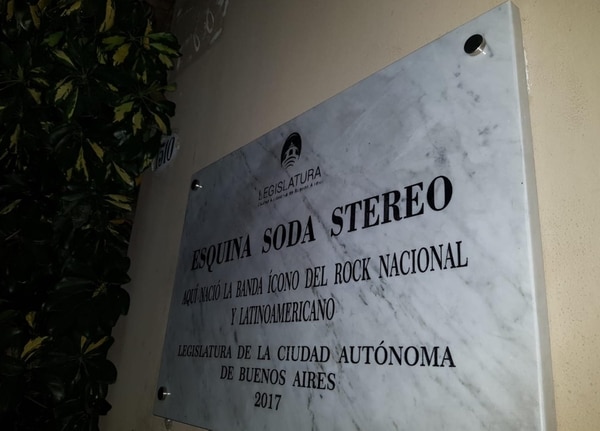 1510
LEGISLATURA
ESQUINA SODA STEREO
AQUÍ NACIÓ LA BANDA ÍCONO DEL ROCK NACIONAL
Y LATINOAMERICANO
LEGISLATURA DE LA CIUDAD AUTÓNOMA
DE BUENOS AIRES
2017